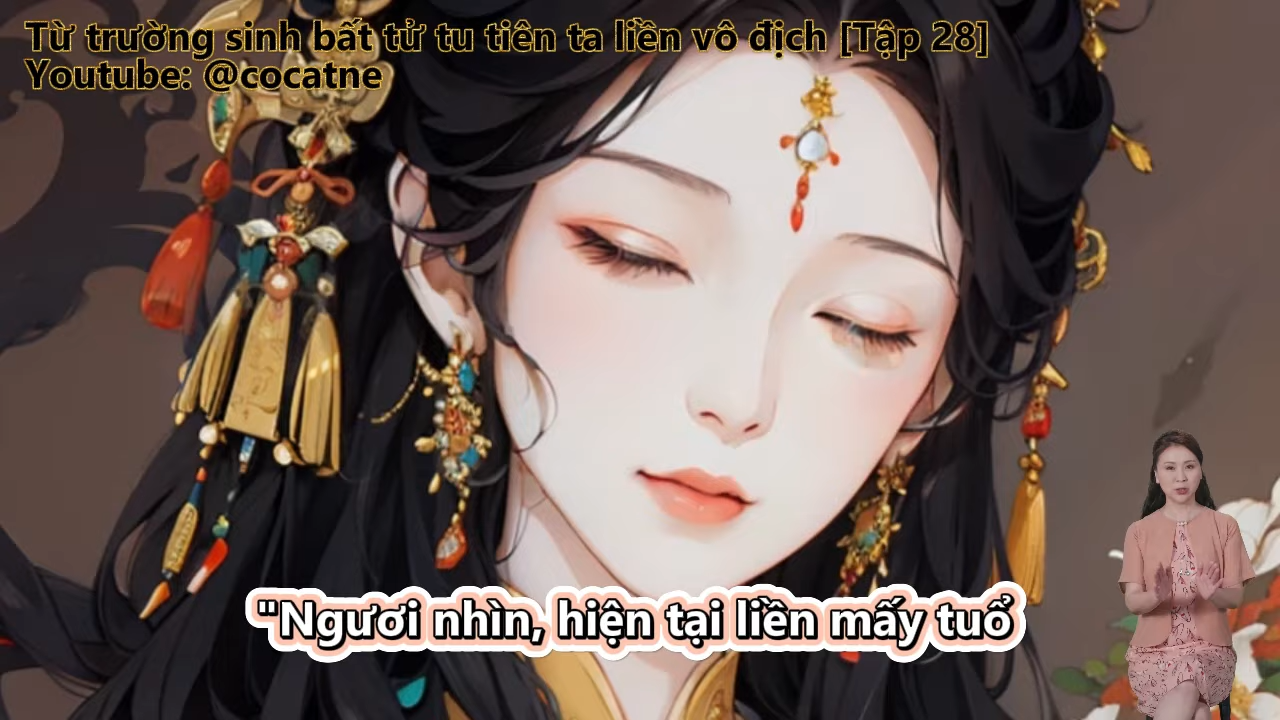 Từ trường sinh bất tử tu tiên ta liền vô địch [Tập 28]
Youtube: @cocatne
"Ngươi nhìn, hiện tại liền mấy tuổ